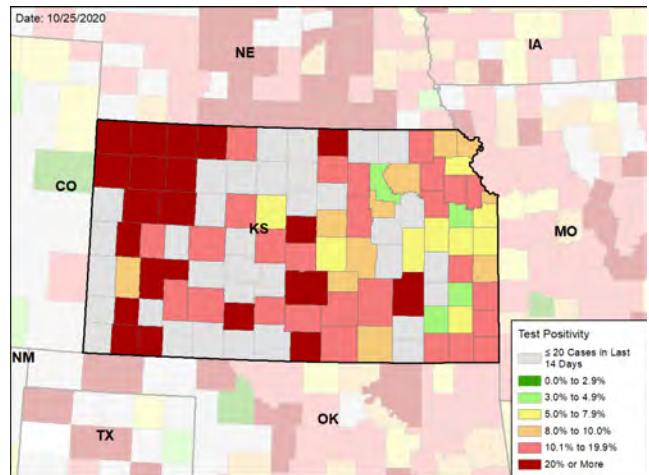 Date: 10/25/2020
NE
IA
CO
KS
MO
NM
OK
TX
Test Positivity
≤ 20 Cases in Last
14 Days
0.0% to 2.9%
3.0% to 4.9%
5.0% to 7.9%
8.0% to 10.0%
10.1% to 19.9%
20% or More